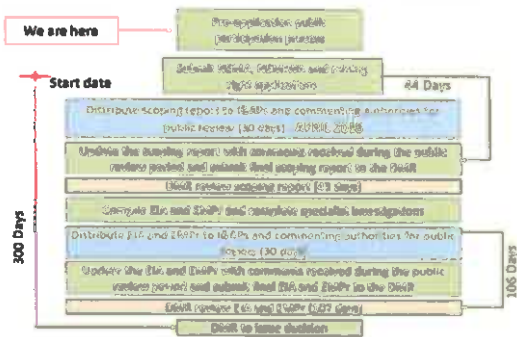 Pre-application public
We are here
participation process
Start date
Submit NEMA, NEMWA and mining
right applications
44 Days
Distribute scoping reports to I&APs and commenting authorities for
public review (30 days)
Update the scoping report with comments received during the public
review period and submit final scoping report to the DMR
DMR review scoping report (43 days)
Compile EIA and EMPr and complete specialist investigations
300 Days
Distribute EIA and EMPr to I&APs and commenting authorities for public
review (30 days)
106 Days
Update the EIA and EMPr with comments received during the public
review period and submit final EIA and EMPr to the DMR
DMR review EIA and EMPr (107 days)
DMR to issue decision